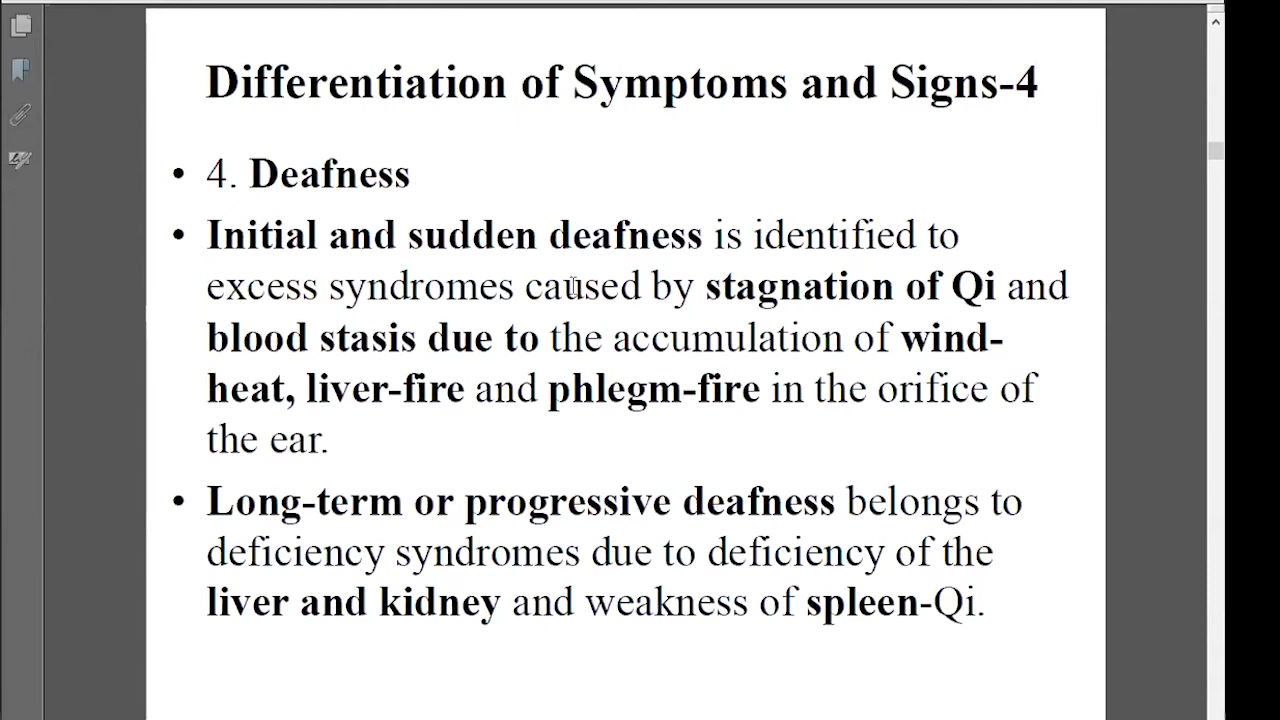 Differentiation of Symptoms and Signs-4
• 4. Deafness
• Initial and sudden deafness is identified to
excess syndromes caused by stagnation of Qi and
blood stasis due to the accumulation of wind-
heat, liver-fire and phlegm-fire in the orifice of
the ear.
• Long-term or progressive deafness belongs to
deficiency syndromes due to deficiency of the
liver and kidney and weakness of spleen-Qi.